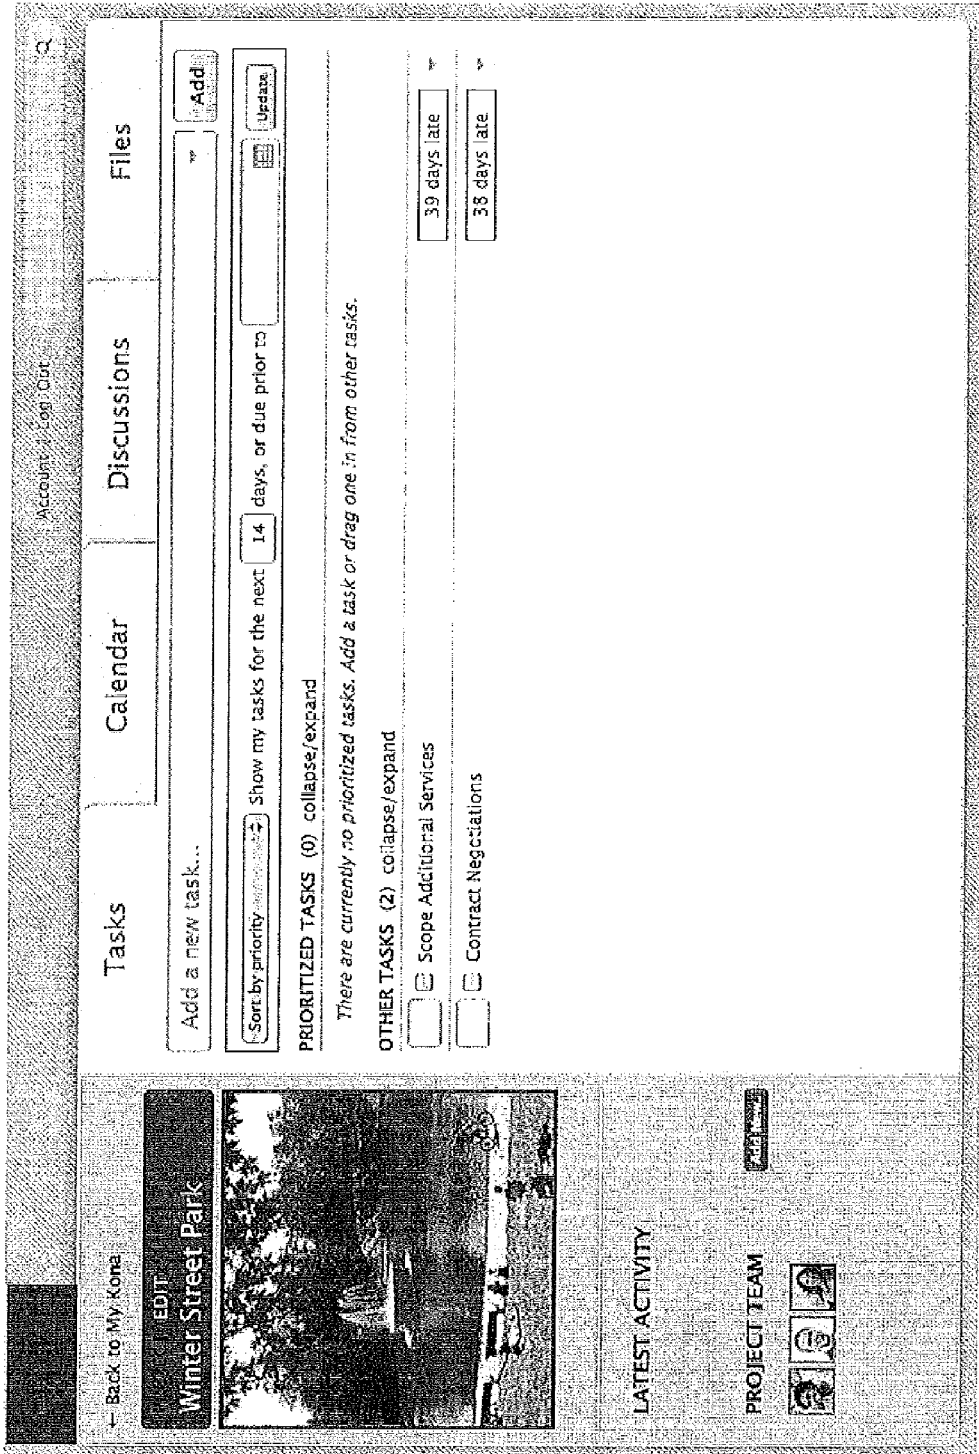 Account | Log Out
← Back to My Kona
EDIT
Winter Street Park
LATEST ACTIVITY
PROJECT TEAM
Tasks
Calendar
Discussions
Files
Add a new task...
Add
Sort by priority
Show my tasks for the next 14 days, or due prior to
Update
PRIORITIZED TASKS (0) collapse/expand
There are currently no prioritized tasks. Add a task or drag one in from other tasks.
OTHER TASKS (2) collapse/expand
Scope Additional Services
39 days late
Contract Negotiations
38 days late